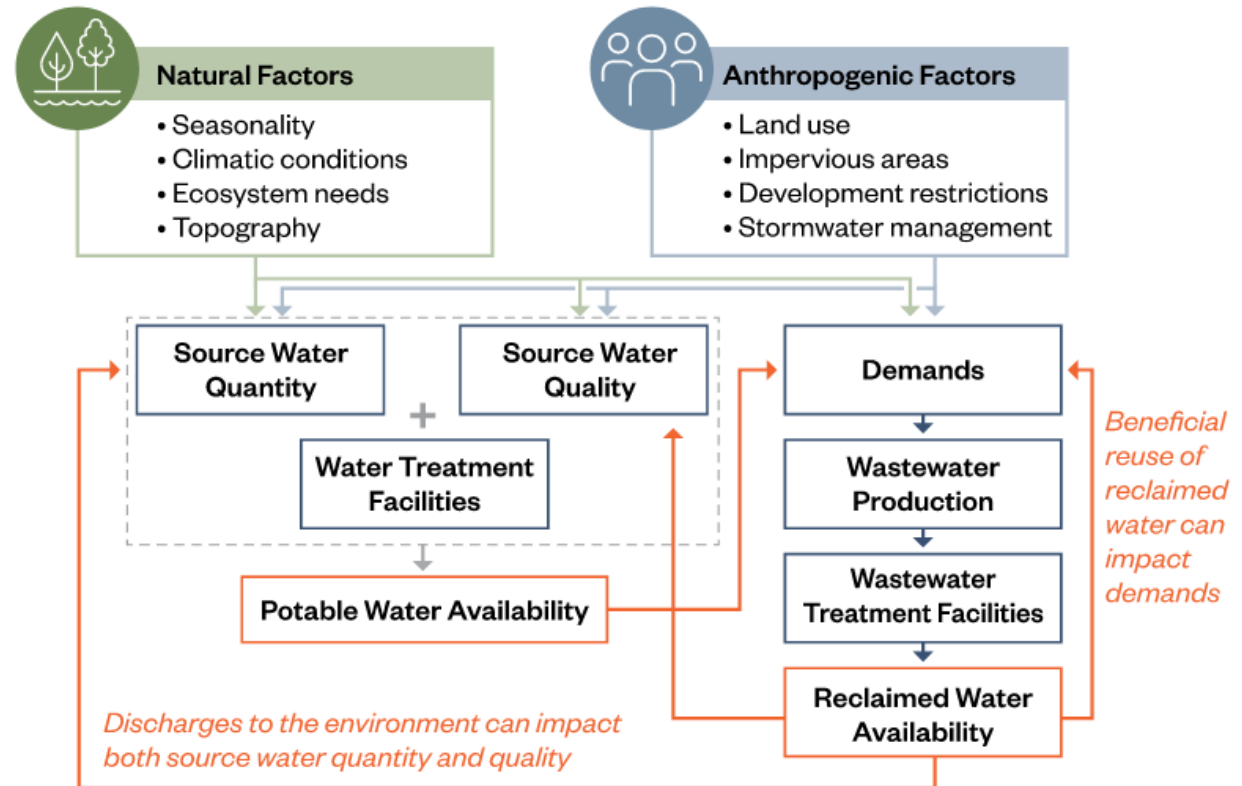 Natural Factors
• Seasonality
• Climatic conditions
• Ecosystem needs
• Topography
Anthropogenic Factors
• Land use
• Impervious areas
• Development restrictions
• Stormwater management
Source Water
Quantity
Source Water
Quality
+
Water Treatment
Facilities
Potable Water Availability
Demands
Wastewater
Production
Wastewater
Treatment Facilities
Reclaimed Water
Availability
Beneficial
reuse of
reclaimed
water can
impact
demands
Discharges to the environment can impact
both source water quantity and quality